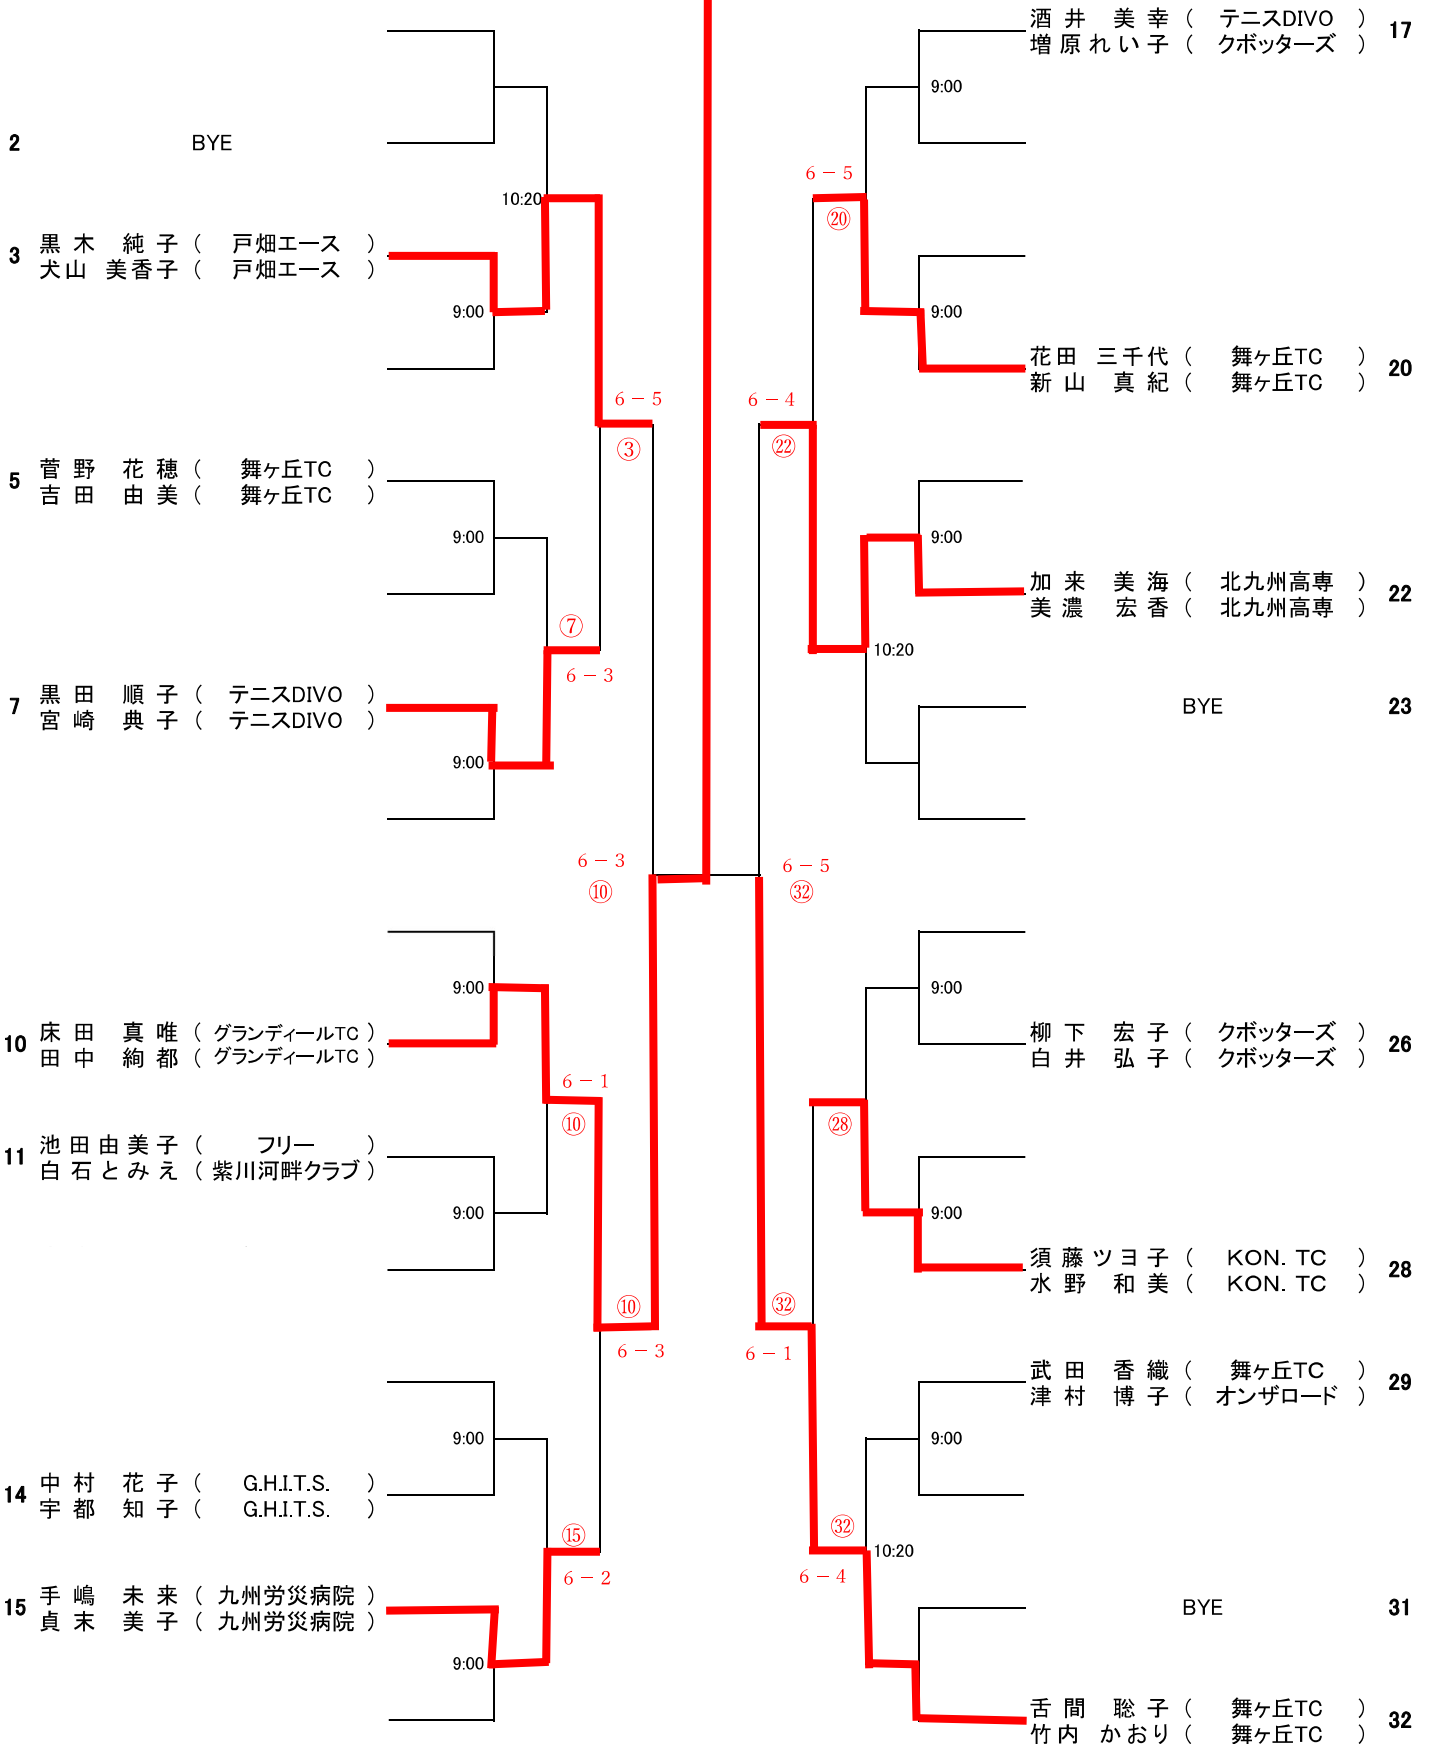 酒井 美幸 ( テニスDIVO ) 17
増原れい子 ( クボッターズ )
9:00
2 BYE
6－5
10:20
⑳
3 黒木 純子 ( 戸畑エース )
犬山 美香子 ( 戸畑エース )
9:00
9:00
花田 三千代 ( 舞ヶ丘TC ) 20
新山 真紀 ( 舞ヶ丘TC )
6－5
6－4
③
㉒
5 菅野 花穂 ( 舞ヶ丘TC )
吉田 由美 ( 舞ヶ丘TC )
9:00
9:00
加来 美海 ( 北九州高専 ) 22
美濃 宏香 ( 北九州高専 )
⑦
10:20
6－3
7 黒田 順子 ( テニスDIVO )
宮崎 典子 ( テニスDIVO )
BYE 23
9:00
6－3
6－5
⑩
㉜
9:00
9:00
10 床田 真唯 ( グランディールTC )
田中 絢都 ( グランディールTC )
柳下 宏子 ( クボッターズ ) 26
白井 弘子 ( クボッターズ )
6－1
⑩
㉘
11 池田由美子 ( フリー )
白石とみえ ( 紫川河畔クラブ )
9:00
9:00
須藤ツヨ子 ( KON. TC ) 28
水野 和美 ( KON. TC )
⑩
㉜
6－3
6－1
武田 香織 ( 舞ヶ丘TC ) 29
津村 博子 ( オンザロード )
9:00
9:00
14 中村 花子 ( G.H.I.T.S. )
宇都 知子 ( G.H.I.T.S. )
⑮
㉜
10:20
6－2
6－4
15 手嶋 未来 ( 九州労災病院 )
貞末 美子 ( 九州労災病院 )
BYE 31
9:00
舌間 聡子 ( 舞ヶ丘TC ) 32
竹内 かおり ( 舞ヶ丘TC )